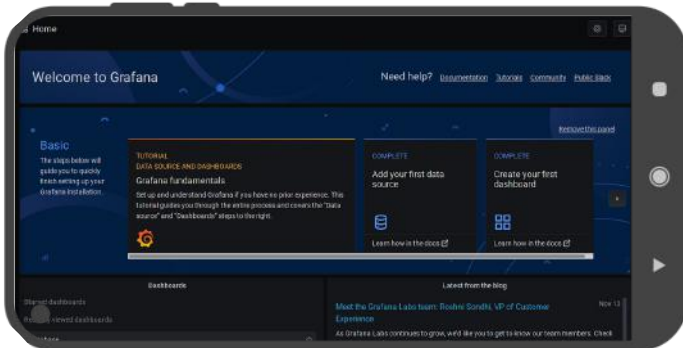 Home
Welcome to Grafana
Need help?
Documentation
Tutorials
Community
Public Slack
Remove this panel
Basic
The steps below will
guide you to quickly
finish setting up your
Grafana installation.
TUTORIAL
DATA SOURCE AND DASHBOARDS
Grafana fundamentals
Set up and understand Grafana if you have no prior experience. This
tutorial guides you through the entire process and covers the "Data
source" and "Dashboards" steps to the right.
COMPLETE
Add your first data
source
Learn how in the docs
COMPLETE
Create your first
dashboard
Learn how in the docs
Dashboards
Starred dashboards
viewed dashboards
Latest from the blog
Meet the Grafana Labs team: Roshni Sondhi, VP of Customer
Experience
Nov 13
As Grafana Labs continues to grow, we'd like you to get to know our team members. Check